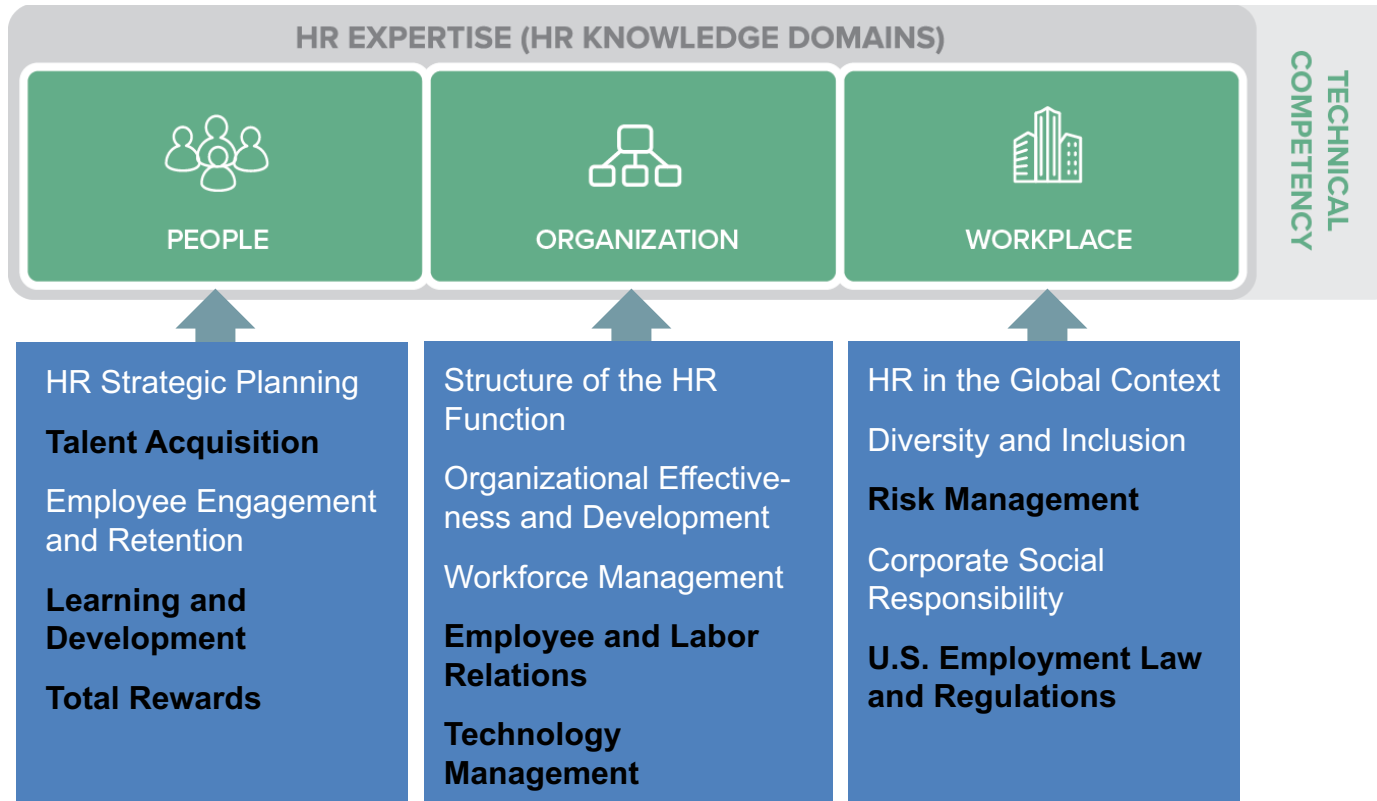 HR EXPERTISE (HR KNOWLEDGE DOMAINS)
PEOPLE
ORGANIZATION
WORKPLACE
TECHNICAL
COMPETENCY
HR Strategic Planning
Talent Acquisition
Employee Engagement
and Retention
Learning and
Development
Total Rewards
Structure of the HR
Function
Organizational Effective-
ness and Development
Workforce Management
Employee and Labor
Relations
Technology
Management
HR in the Global Context
Diversity and Inclusion
Risk Management
Corporate Social
Responsibility
U.S. Employment Law
and Regulations